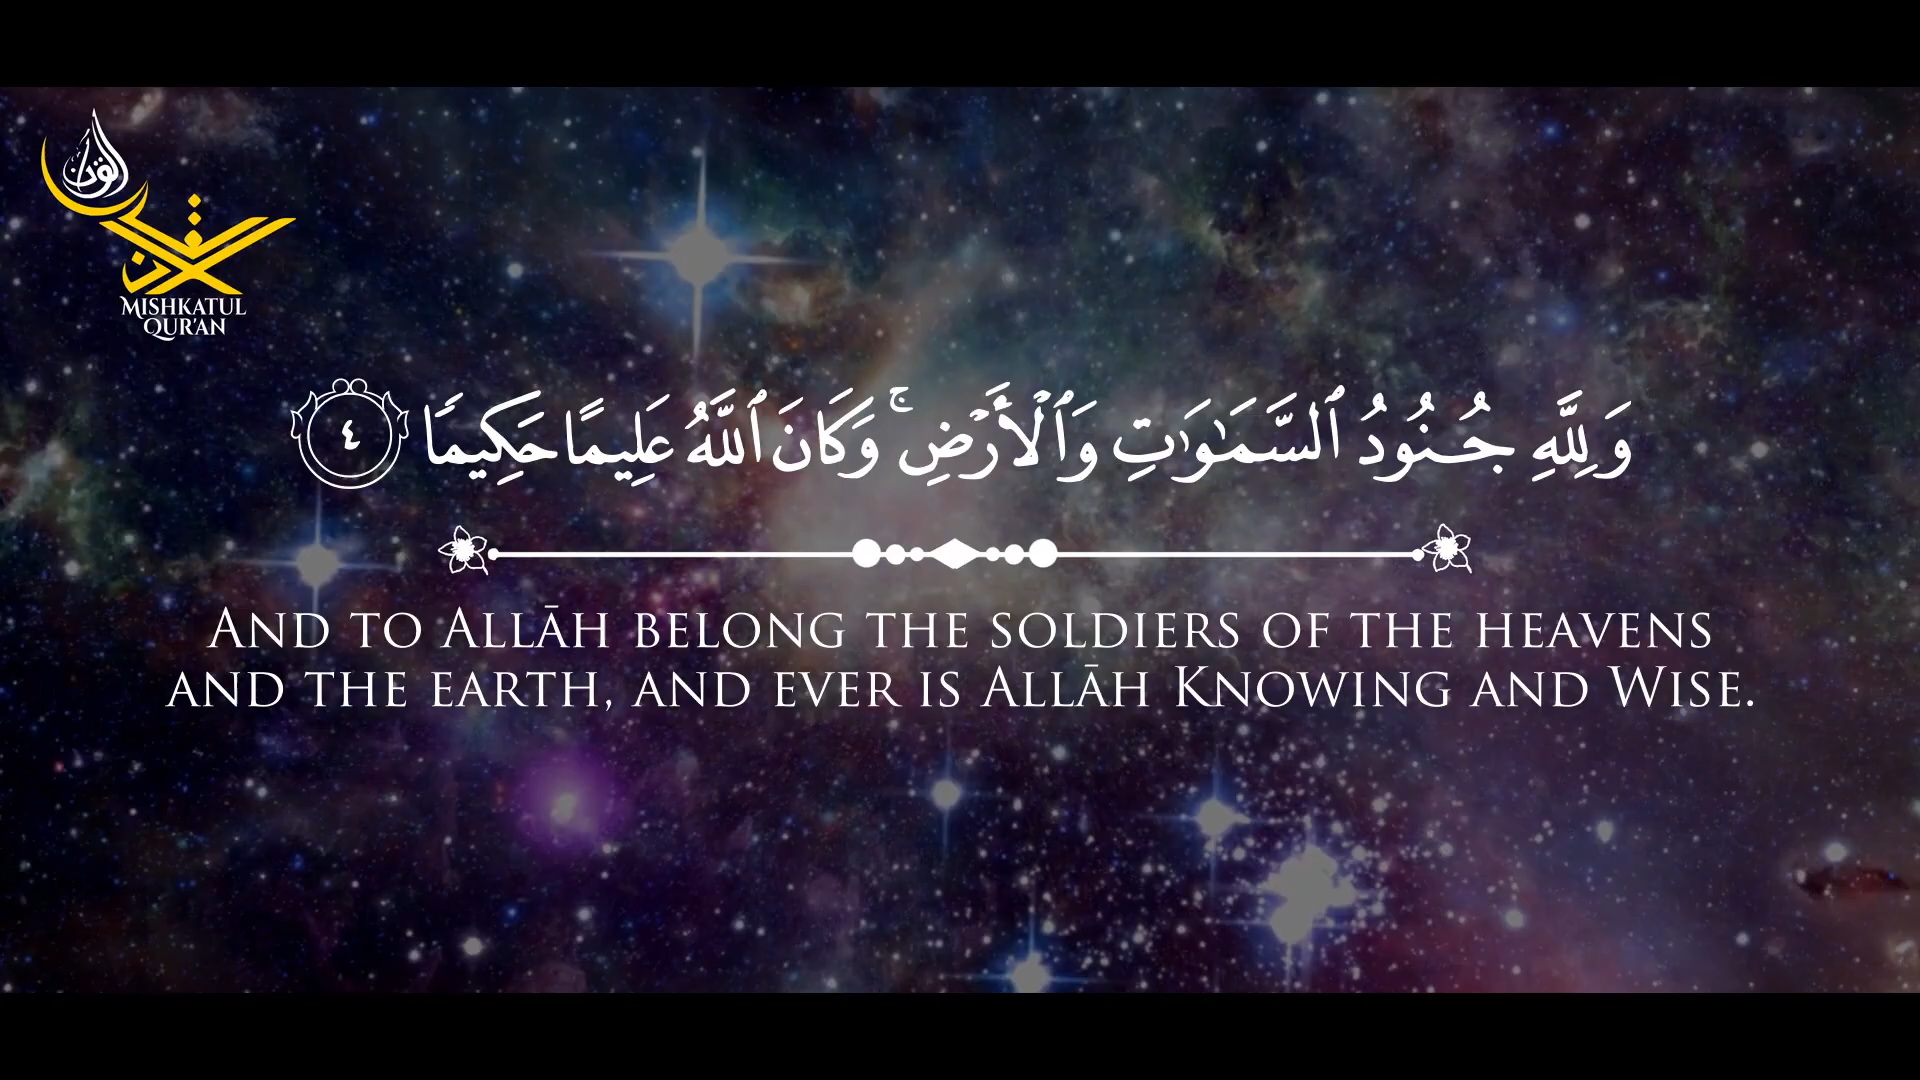 القرآن
MISHKATUL
QUR'AN
وَلِلَّهِ جُنُودُ ٱلسَّمَـٰوَٰتِ وَٱلْأَرْضِ ۚ وَكَانَ ٱللَّهُ عَلِيمًا حَكِيمًا ٤
AND TO ALLĀH BELONG THE SOLDIERS OF THE HEAVENS
AND THE EARTH, AND EVER IS ALLĀH KNOWING AND WISE.